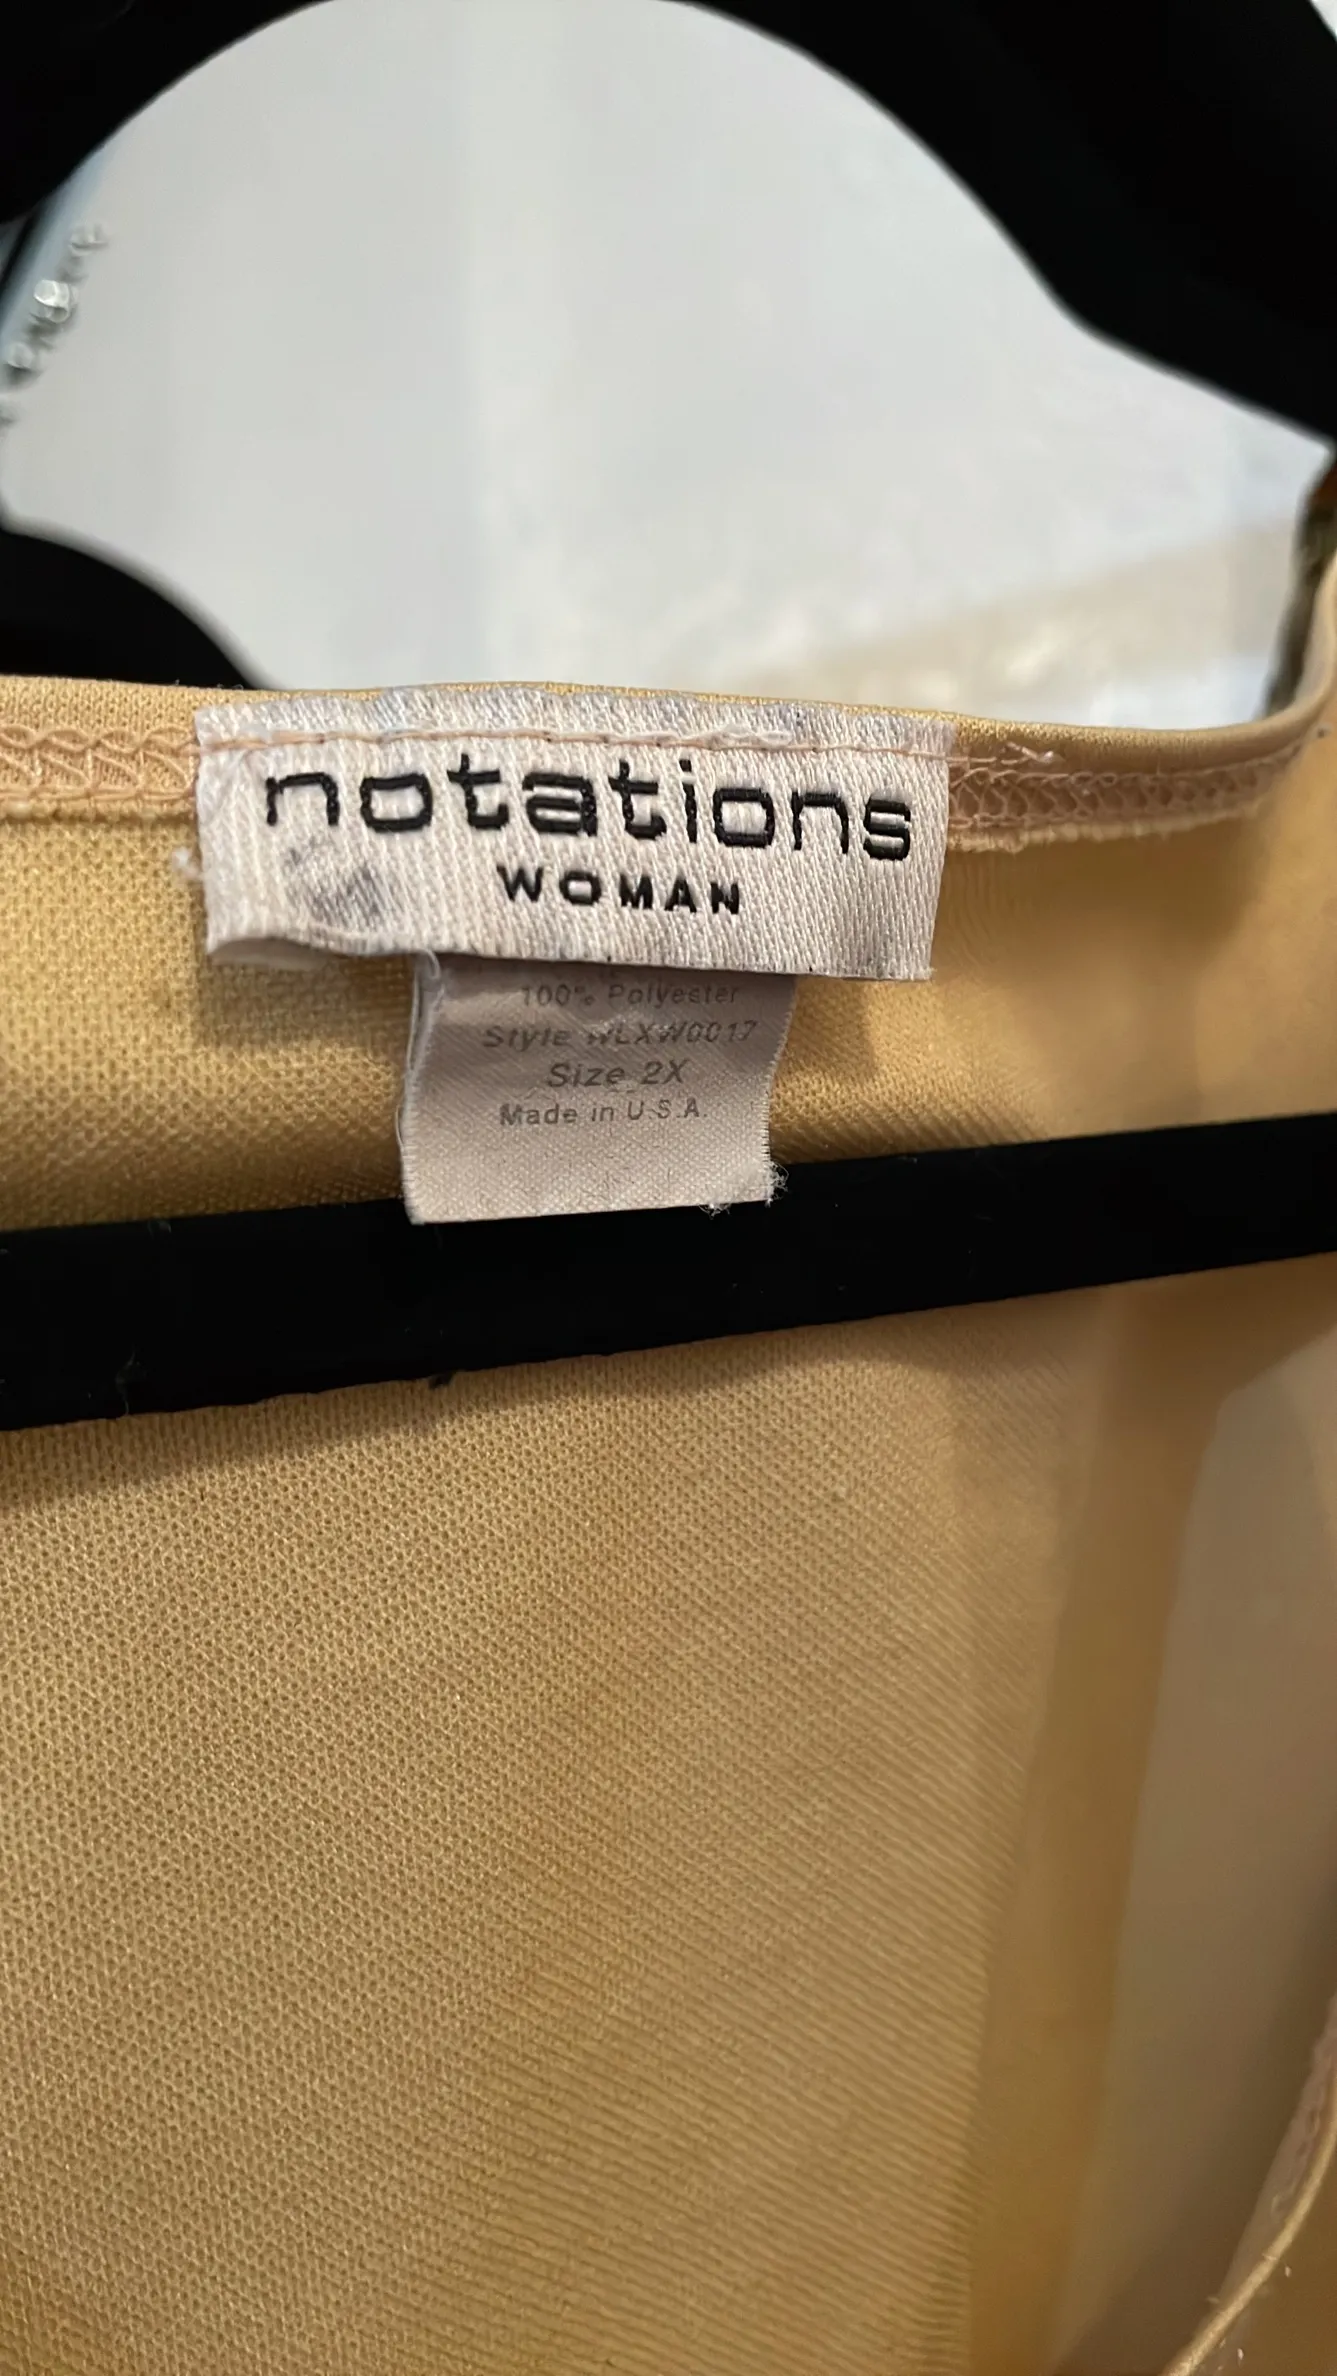 notations
WOMAN
100% Polyester
Style WLXW0017
Size 2X
Made in U.S.A.